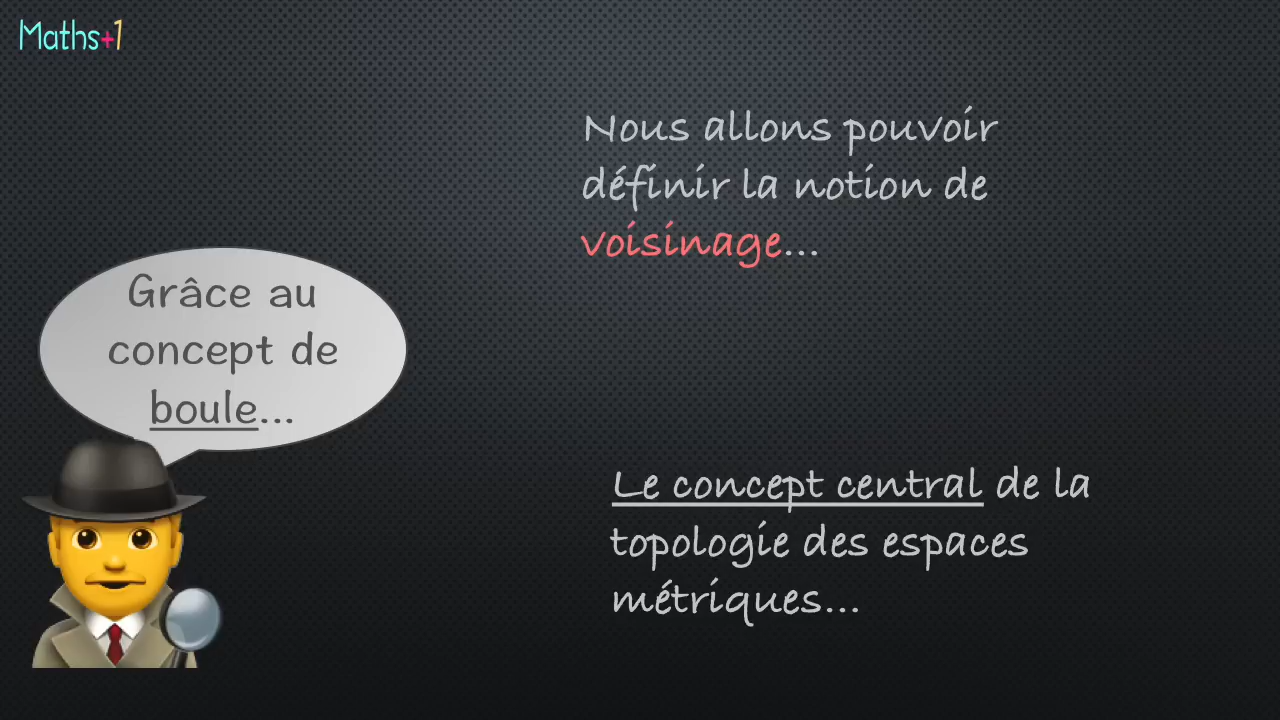 Maths+1
Nous allons pouvoir
définir la notion de
voisinage...
Grâce au
concept de
boule...
Le concept central de la
topologie des espaces
métriques...